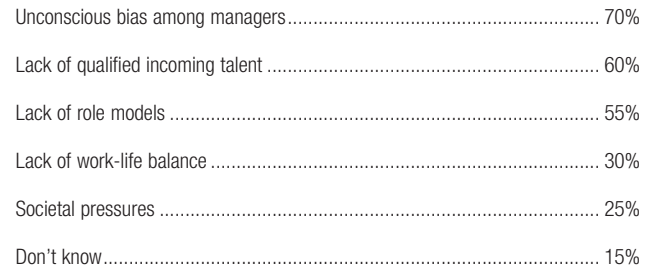 Unconscious bias among managers........................................................................ 70%
Lack of qualified incoming talent ............................................................................. 60%
Lack of role models .................................................................................................. 55%
Lack of work-life balance .......................................................................................... 30%
Societal pressures .................................................................................................... 25%
Don’t know................................................................................................................ 15%